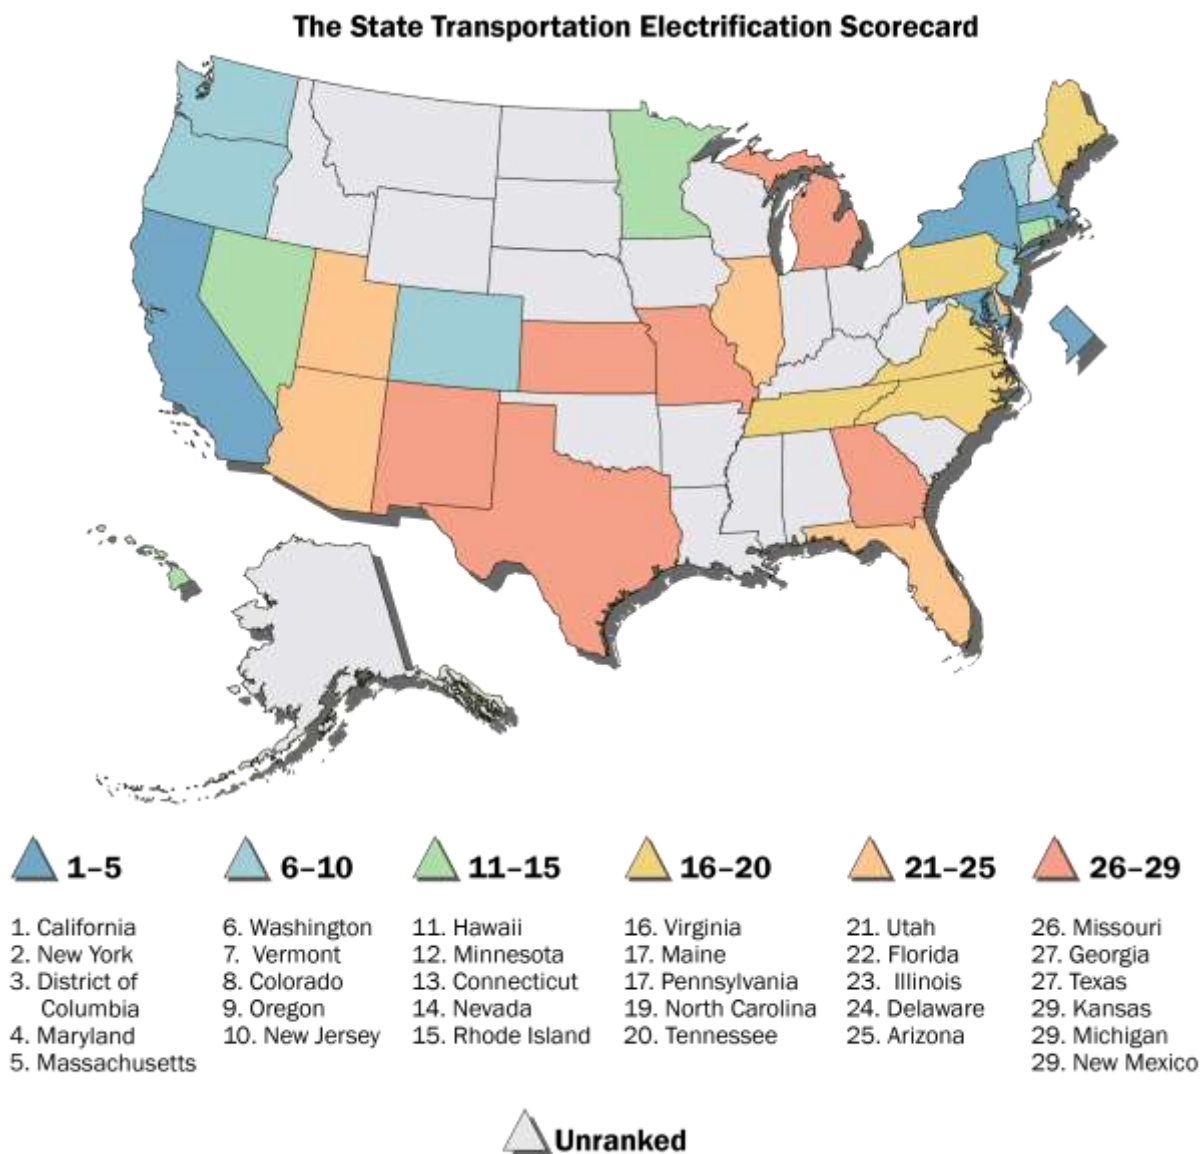 The State Transportation Electrification Scorecard
1–5
1. California
2. New York
3. District of
Columbia
4. Maryland
5. Massachusetts
6–10
6. Washington
7. Vermont
8. Colorado
9. Oregon
10. New Jersey
11–15
11. Hawaii
12. Minnesota
13. Connecticut
14. Nevada
15. Rhode Island
16–20
16. Virginia
17. Maine
17. Pennsylvania
19. North Carolina
20. Tennessee
21–25
21. Utah
22. Florida
23. Illinois
24. Delaware
25. Arizona
26–29
26. Missouri
27. Georgia
27. Texas
29. Kansas
29. Michigan
29. New Mexico
Unranked